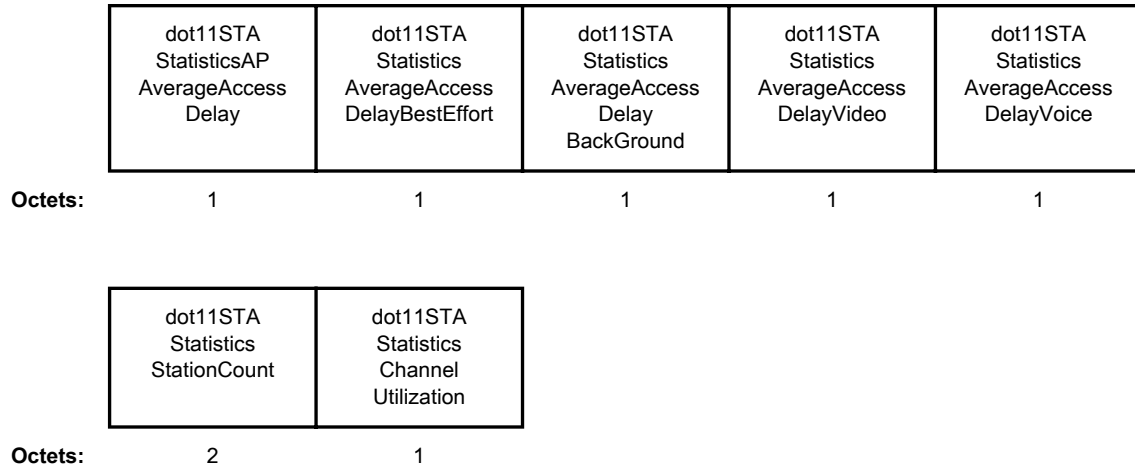 dot11STA
StatisticsAP
AverageAccess
Delay
dot11STA
Statistics
AverageAccess
DelayBestEffort
dot11STA
Statistics
AverageAccess
Delay
BackGround
dot11STA
Statistics
AverageAccess
DelayVideo
dot11STA
Statistics
AverageAccess
DelayVoice
Octets: 1 1 1 1 1
dot11STA
Statistics
StationCount
dot11STA
Statistics
Channel
Utilization
Octets: 2 1